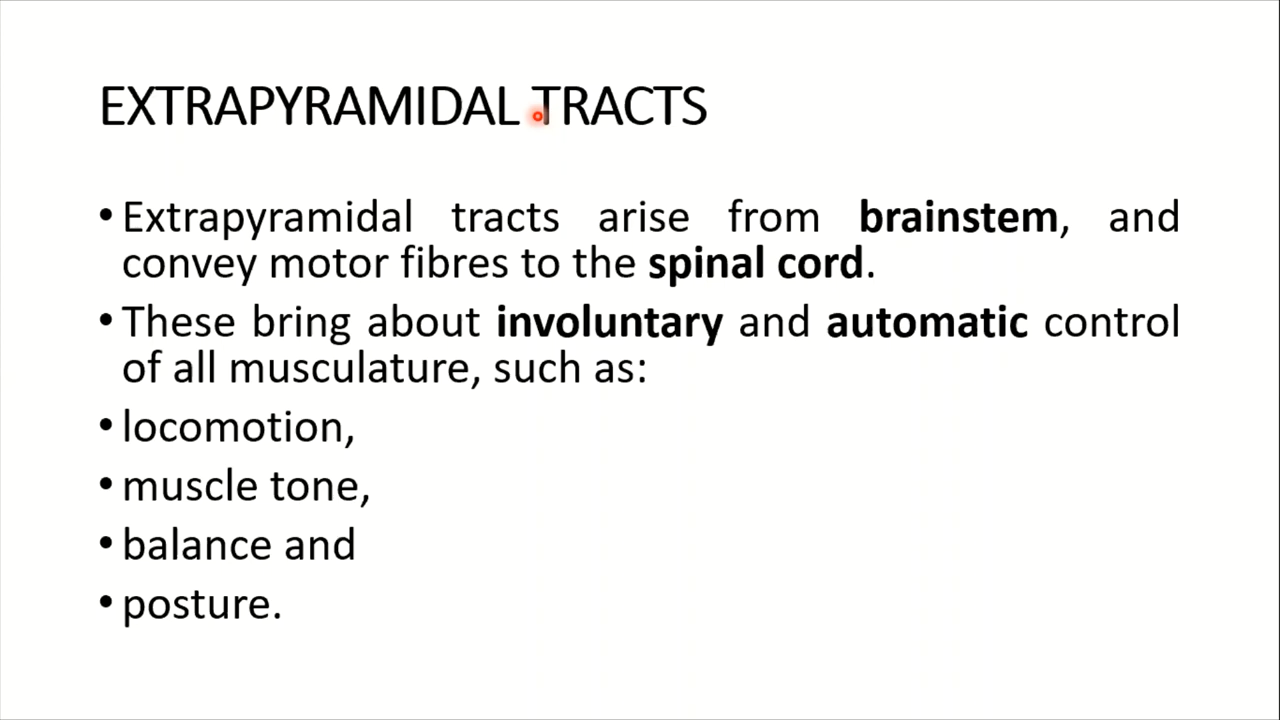 EXTRAPYRAMIDAL TRACTS
• Extrapyramidal tracts arise from brainstem, and
convey motor fibres to the spinal cord.
• These bring about involuntary and automatic control
of all musculature, such as:
• locomotion,
• muscle tone,
• balance and
• posture.